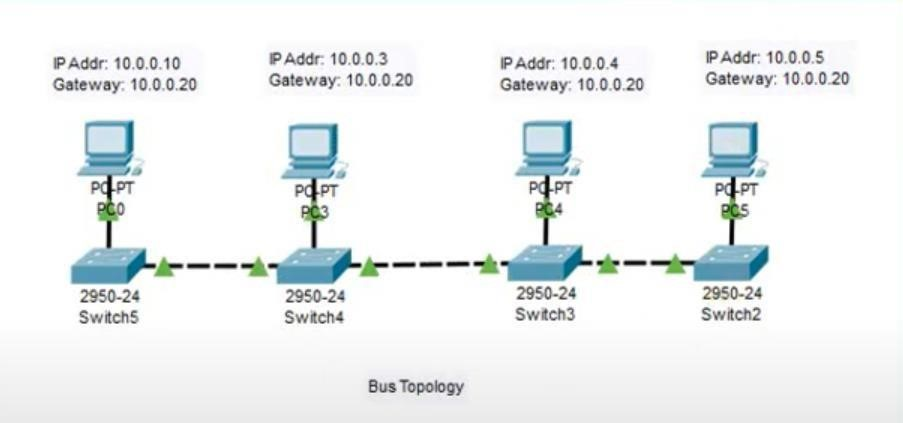 IP Addr: 10.0.0.10
Gateway: 10.0.0.20
IP Addr: 10.0.0.3
Gateway: 10.0.0.20
IP Addr: 10.0.0.4
Gateway: 10.0.0.20
IP Addr: 10.0.0.5
Gateway: 10.0.0.20
PC-PT
PC0
PC-PT
PC3
PC-PT
PC4
PC-PT
PC5
2950-24
Switch5
2950-24
Switch4
2950-24
Switch3
2950-24
Switch2
Bus Topology